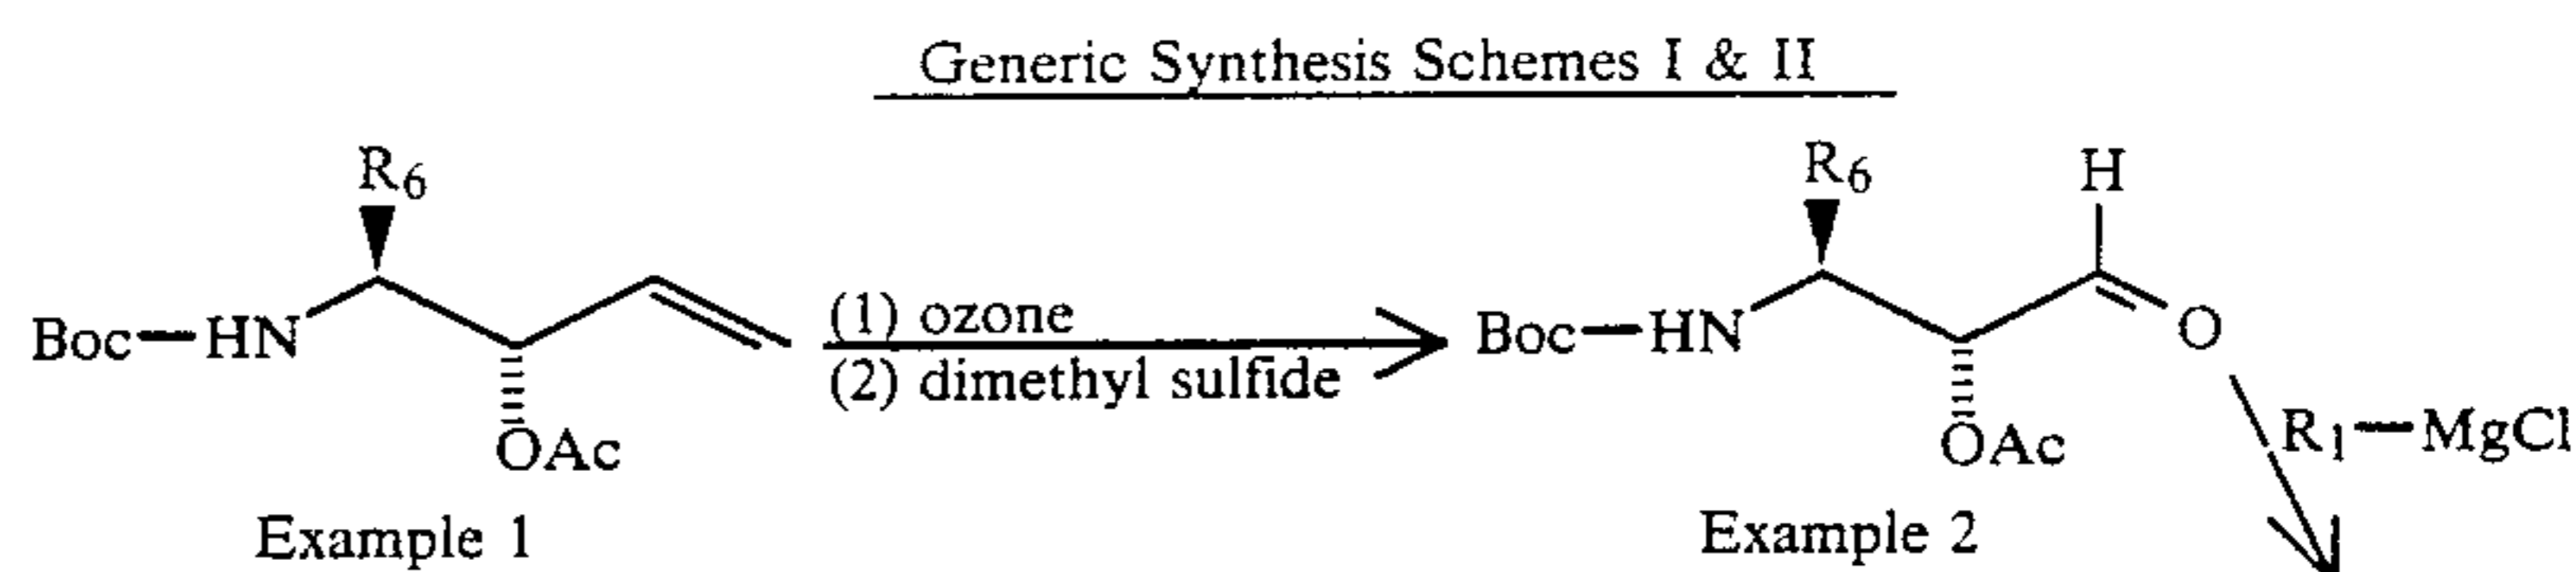 Generic Synthesis Schemes I & II
R6
R6
H
Boc—HN
(1) ozone
(2) dimethyl sulfide
Boc—HN
O
OAc
OAc
R1—MgCl
Example 1
Example 2